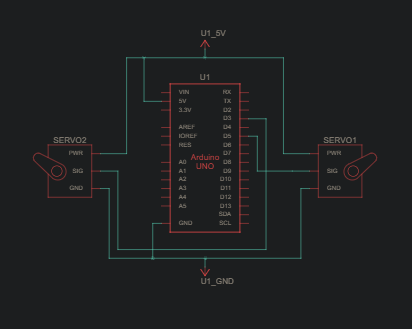 U1_5V
U1
VIN
5V
3.3V
AREF
IOREF
RES
A0
A1
A2
A3
A4
A5
GND
Arduino
UNO
RX
TX
D2
D3
D4
D5
D6
D7
D8
D9
D10
D11
D12
D13
SDA
SCL
SERVO2
PWR
SIG
GND
SERVO1
PWR
SIG
GND
U1_GND